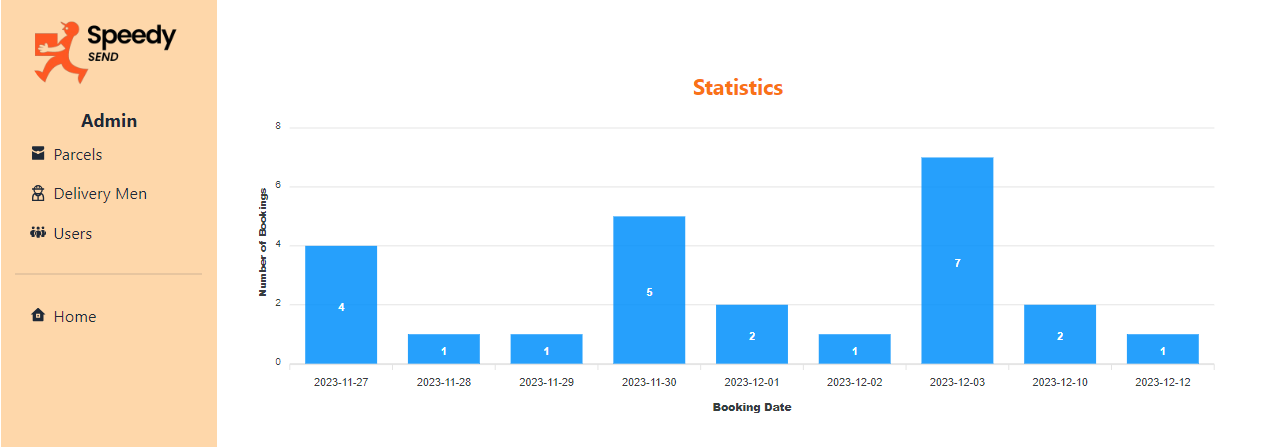 Speedy
SEND
Admin
Parcels
Delivery Men
Users
Home
Statistics
Number of Bookings
8
6
4
2
0
4
1
1
5
2
1
7
2
1
2023-11-27
2023-11-28
2023-11-29
2023-11-30
2023-12-01
2023-12-02
2023-12-03
2023-12-10
2023-12-12
Booking Date